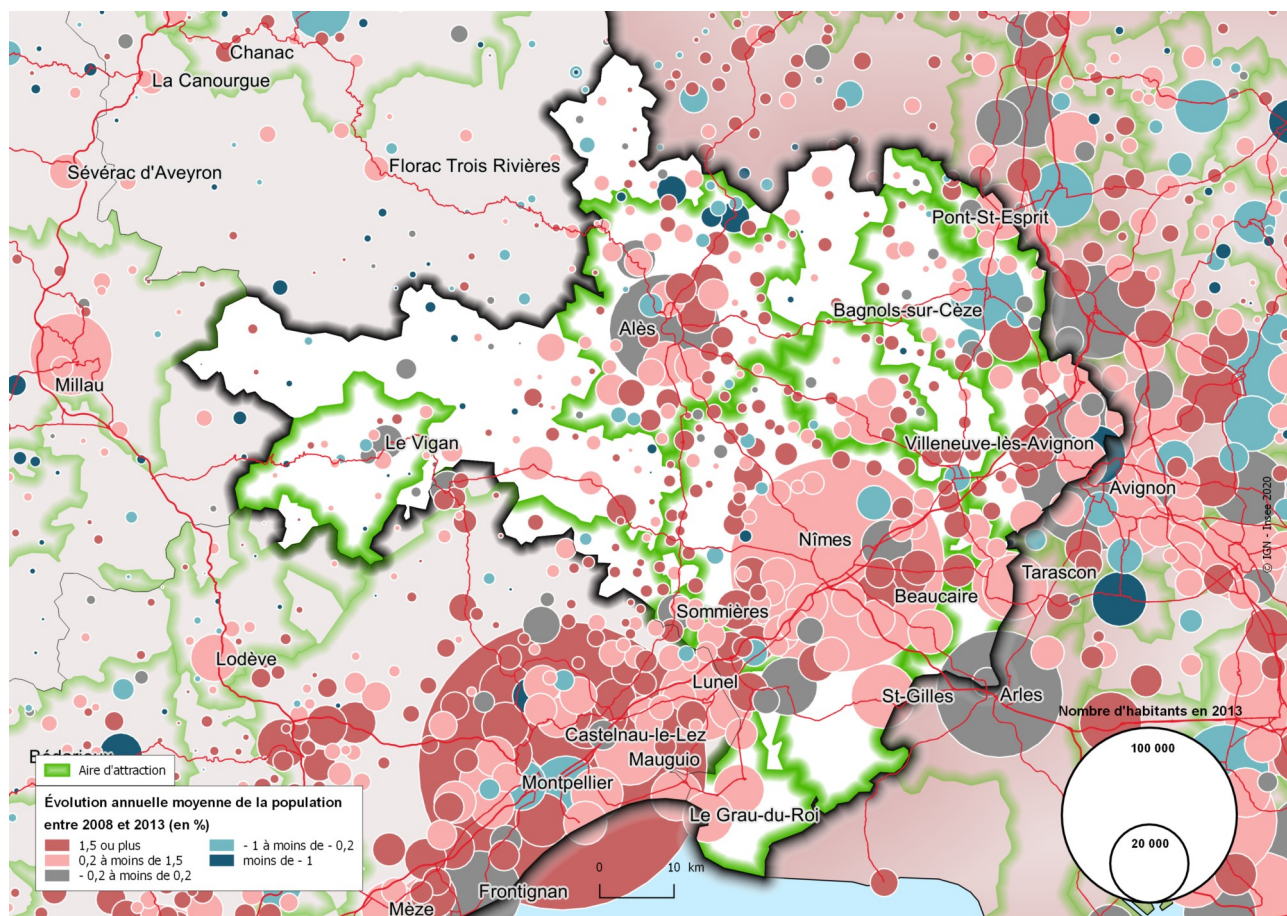 Chanac
La Canourgue
Sévérac d'Aveyron
Florac Trois Rivières
Pont-St-Esprit
Bagnols-sur-Cèze
Alès
Millau
Le Vigan
Villeneuve-lès-Avignon
Avignon
Nîmes
Tarascon
Beaucaire
Sommières
Lodève
Lunel
St-Gilles
Arles
Castelnau-le-Lez
Mauguio
Montpellier
Le Grau-du-Roi
Frontignan
Mèze
© IGN - Insee 2020
Nombre d'habitants en 2013
100 000
20 000
0 10 km
Aire d'attraction
Évolution annuelle moyenne de la population
entre 2008 et 2013 (en %)
1,5 ou plus
0,2 à moins de 1,5
- 0,2 à moins de 0,2
- 1 à moins de - 0,2
moins de - 1